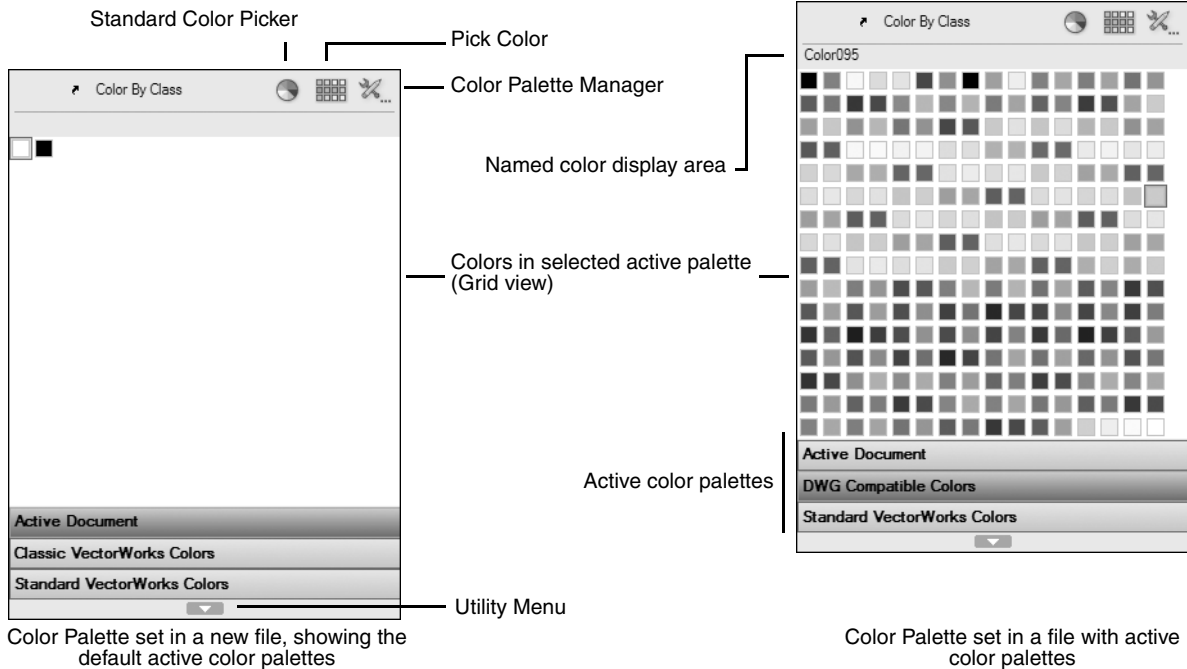 Standard Color Picker
Pick Color
Color Palette Manager
Color By Class
Named color display area
Colors in selected active palette
(Grid view)
Active Document
Classic VectorWorks Colors
Standard VectorWorks Colors
Utility Menu
Color Palette set in a new file, showing the
default active color palettes
Color By Class
Color095
Active color palettes
Active Document
DWG Compatible Colors
Standard VectorWorks Colors
Color Palette set in a file with active
color palettes